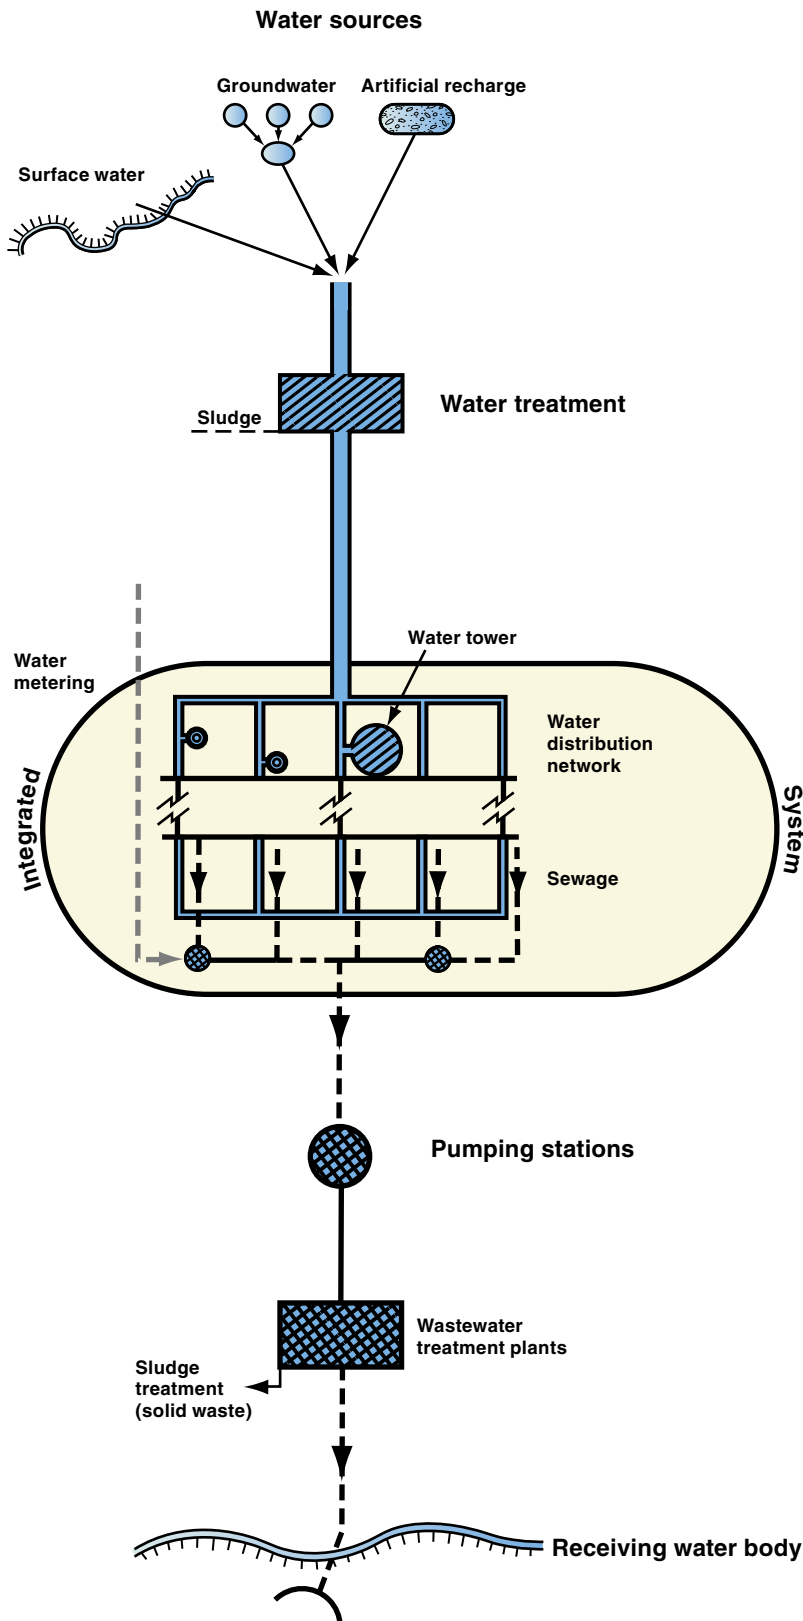 Water sources
Groundwater
Artificial recharge
Surface water
Water treatment
Sludge
Water tower
Water
metering
Water
distribution
network
Integrated
System
Sewage
Pumping stations
Wastewater
treatment plants
Sludge
treatment
(solid waste)
Receiving water body